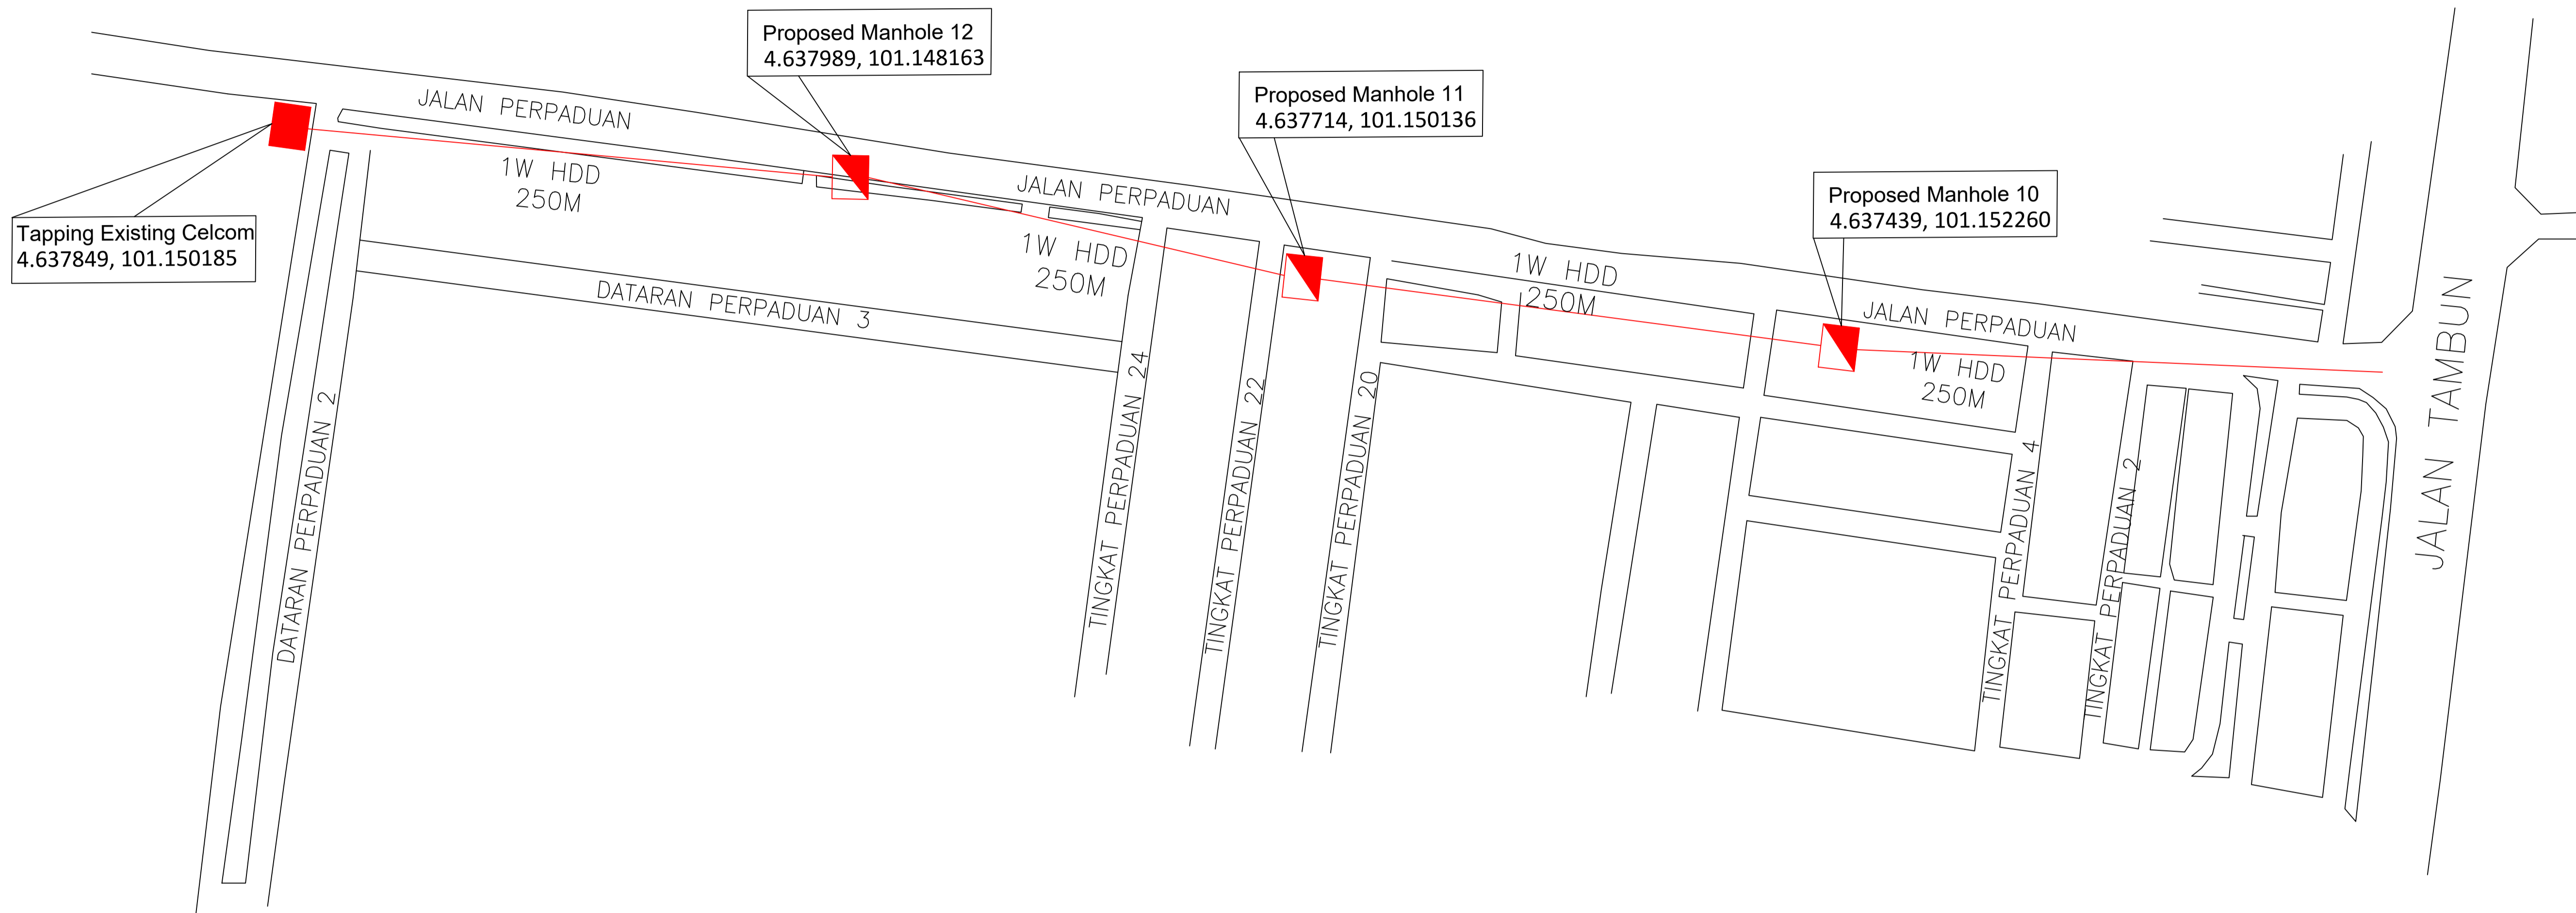 Proposed Manhole 12
4.637989, 101.148163
Proposed Manhole 11
4.637714, 101.150136
Proposed Manhole 10
4.637439, 101.152260
Tapping Existing Celcom
4.637849, 101.150185
JALAN PERPADUAN
1W HDD
250M
JALAN PERPADUAN
1W HDD
250M
1W HDD
250M
JALAN PERPADUAN
1W HDD
250M
DATARAN PERPADUAN 3
DATARAN PERPADUAN 2
TINGKAT PERPADUAN 24
TINGKAT PERPADUAN 22
TINGKAT PERPADUAN 20
TINGKAT PERPADUAN 4
TINGKAT PERPADUAN 2
JALAN TAMBUN